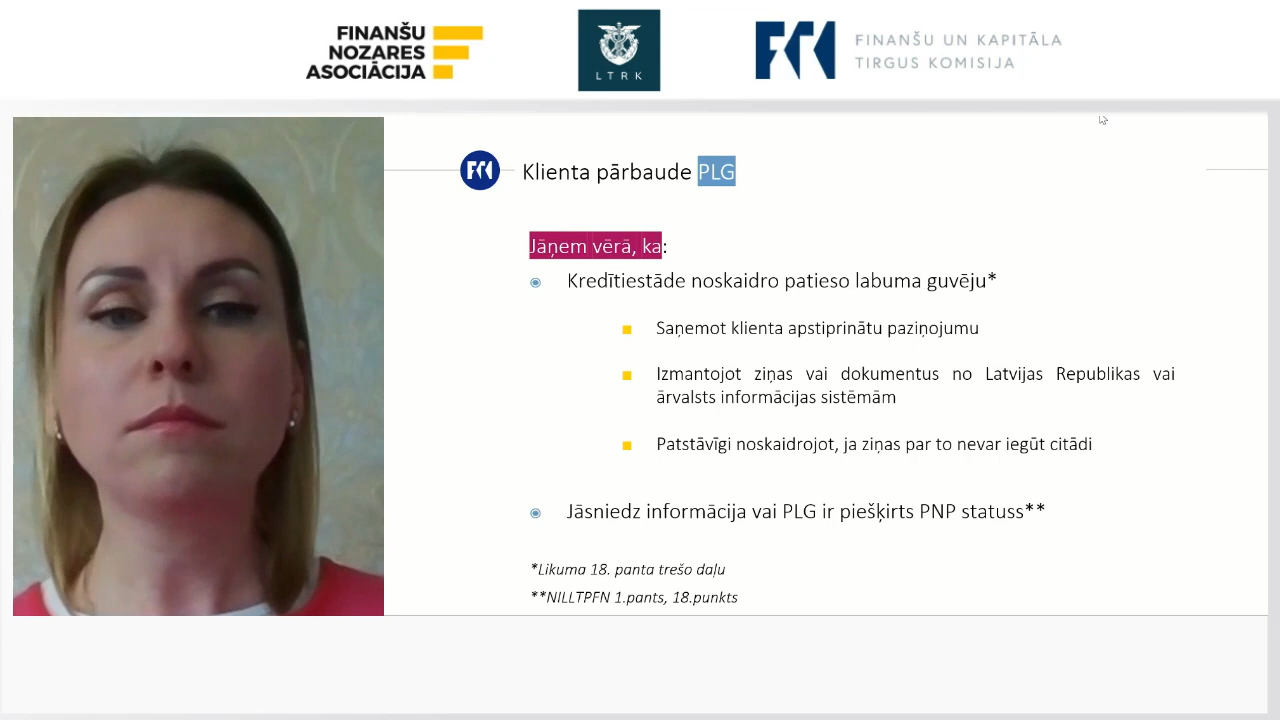 FINANŠU
NOZARES
ASOCIĀCIJA
LTRK
FINANŠU UN KAPITĀLA
TIRGUS KOMISIJA
Klienta pārbaude PLG
Jāņem vērā, ka:
Kredītiestāde noskaidro patieso labuma guvēju*
Saņemot klienta apstiprinātu paziņojumu
Izmantojot ziņas vai dokumentus no Latvijas Republikas vai
ārvalsts informācijas sistēmām
Patstāvīgi noskaidrojot, ja ziņas par to nevar iegūt citādi
Jāsniedz informācija vai PLG ir piešķirts PNP statuss**
*Likuma 18. panta trešo daļu
**NILLTPFN 1.pants, 18.punkts